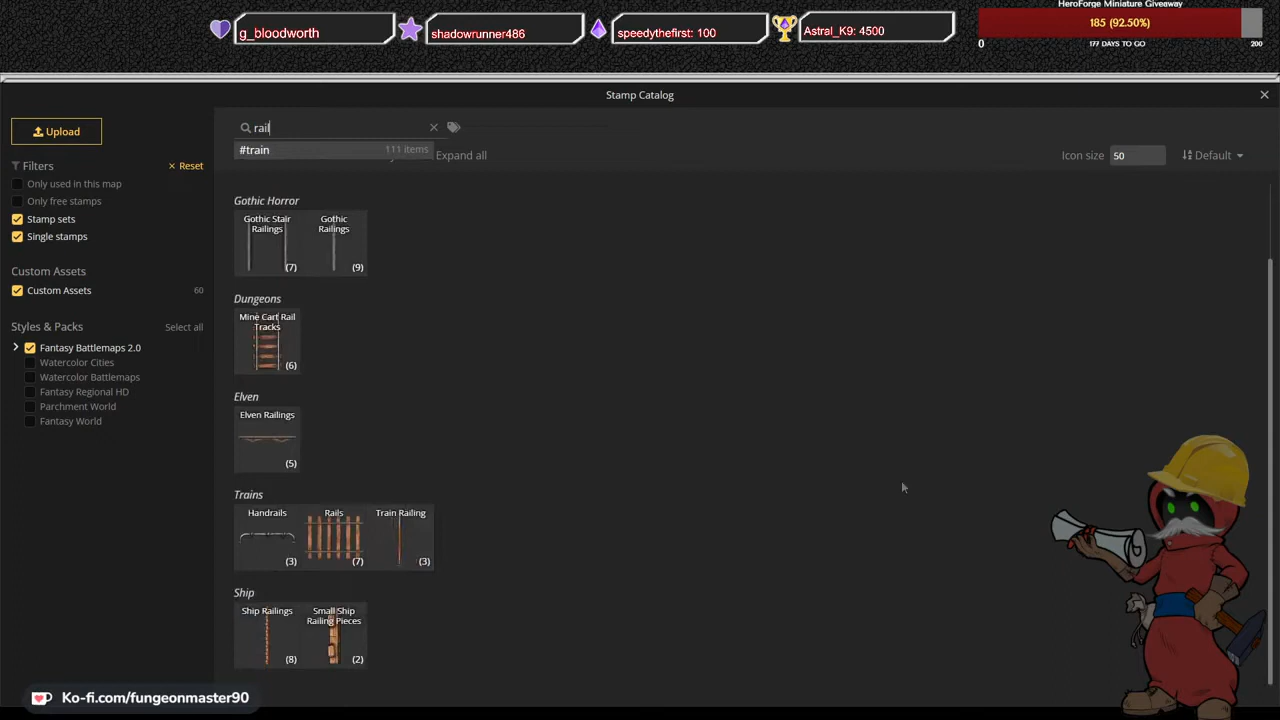 HeroForge Miniature Giveaway
g_bloodworth
shadowrunner486
speedythefirst: 100
Astral_K9: 4500
185 (92.50%)
0
177 DAYS TO GO
200
Stamp Catalog
Upload
rail
#train
111 items
Expand all
Icon size
50
Default
Filters
Reset
Only used in this map
Only free stamps
Stamp sets
Single stamps
Custom Assets
Custom Assets
60
Styles & Packs
Select all
Fantasy Battlemaps 2.0
Watercolor Cities
Watercolor Battlemaps
Fantasy Regional HD
Parchment World
Fantasy World
Gothic Horror
Gothic Stair
Railings
(7)
Gothic
Railings
(9)
Dungeons
Mine Cart Rail
Tracks
(6)
Elven
Elven Railings
(5)
Trains
Handrails
(3)
Rails
(7)
Train Railing
(3)
Ship
Ship Railings
(8)
Small Ship
Railing Pieces
(2)
Ko-fi.com/fungeonmaster90